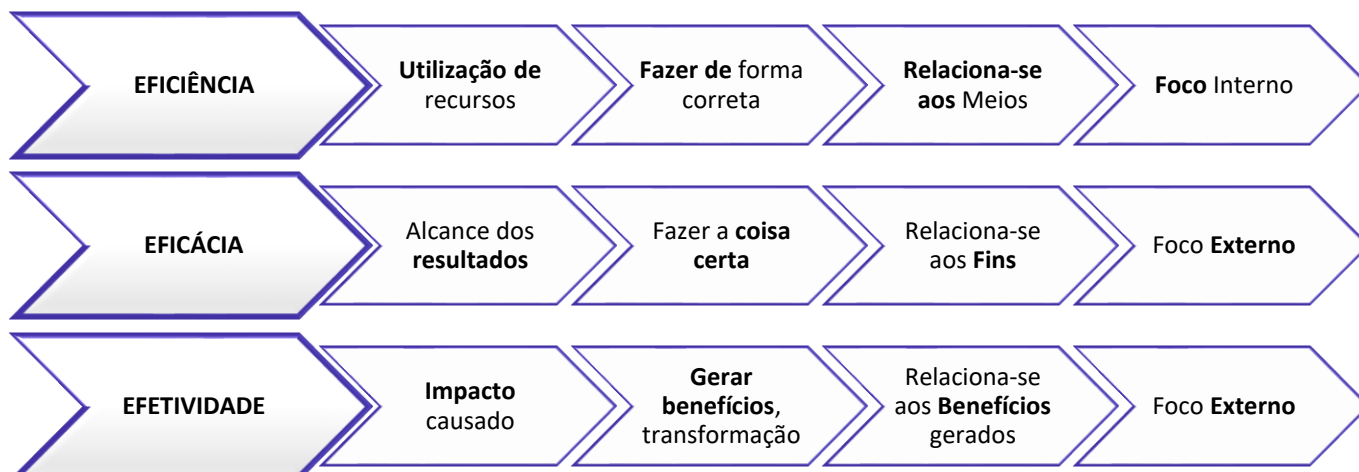 EFICIÊNCIA
Utilização de
recursos
Fazer de forma
correta
Relaciona-se
aos Meios
Foco Interno
EFICÁCIA
Alcance dos
resultados
Fazer a coisa
certa
Relaciona-se
aos Fins
Foco Externo
EFETIVIDADE
Impacto
causado
Gerar
benefícios,
transformação
Relaciona-se
aos Benefícios
gerados
Foco Externo